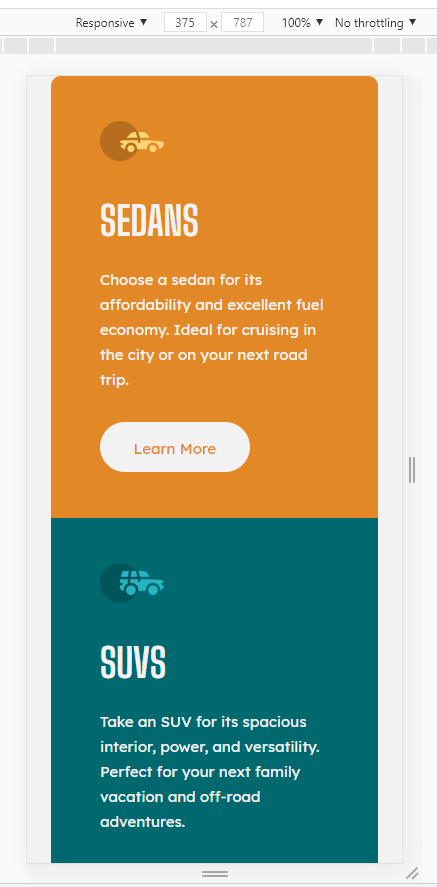 Responsive ▼ 375 × 787 100% ▼ No throttling ▼
SEDANS
Choose a sedan for its
affordability and excellent fuel
economy. Ideal for cruising in
the city or on your next road
trip.
Learn More
SUVS
Take an SUV for its spacious
interior, power, and versatility.
Perfect for your next family
vacation and off-road
adventures.